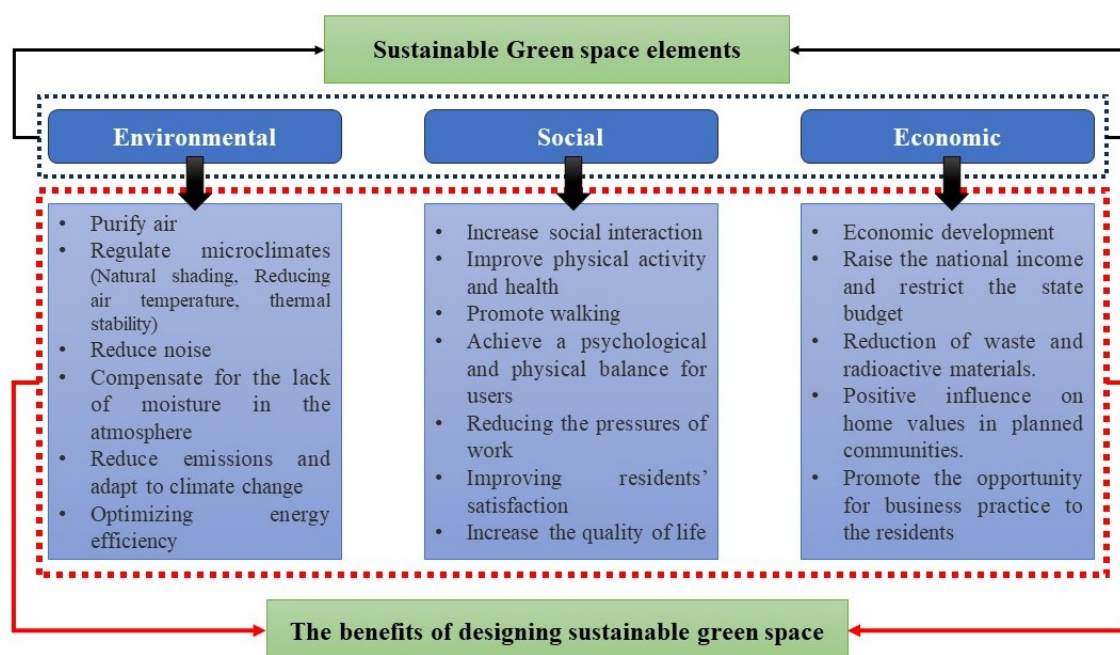 Sustainable Green space elements
Environmental
Social
Economic
• Purify air
• Regulate microclimates
(Natural shading, Reducing
air temperature, thermal
stability)
• Reduce noise
• Compensate for the lack
of moisture in the
atmosphere
• Reduce emissions and
adapt to climate change
• Optimizing energy
efficiency
• Increase social interaction
• Improve physical activity
and health
• Promote walking
• Achieve a psychological
and physical balance for
users
• Reducing the pressures of
work
• Improving residents’
satisfaction
• Increase the quality of life
• Economic development
• Raise the national income
and restrict the state
budget
• Reduction of waste and
radioactive materials.
• Positive influence on
home values in planned
communities.
• Promote the opportunity
for business practice to
the residents
The benefits of designing sustainable green space